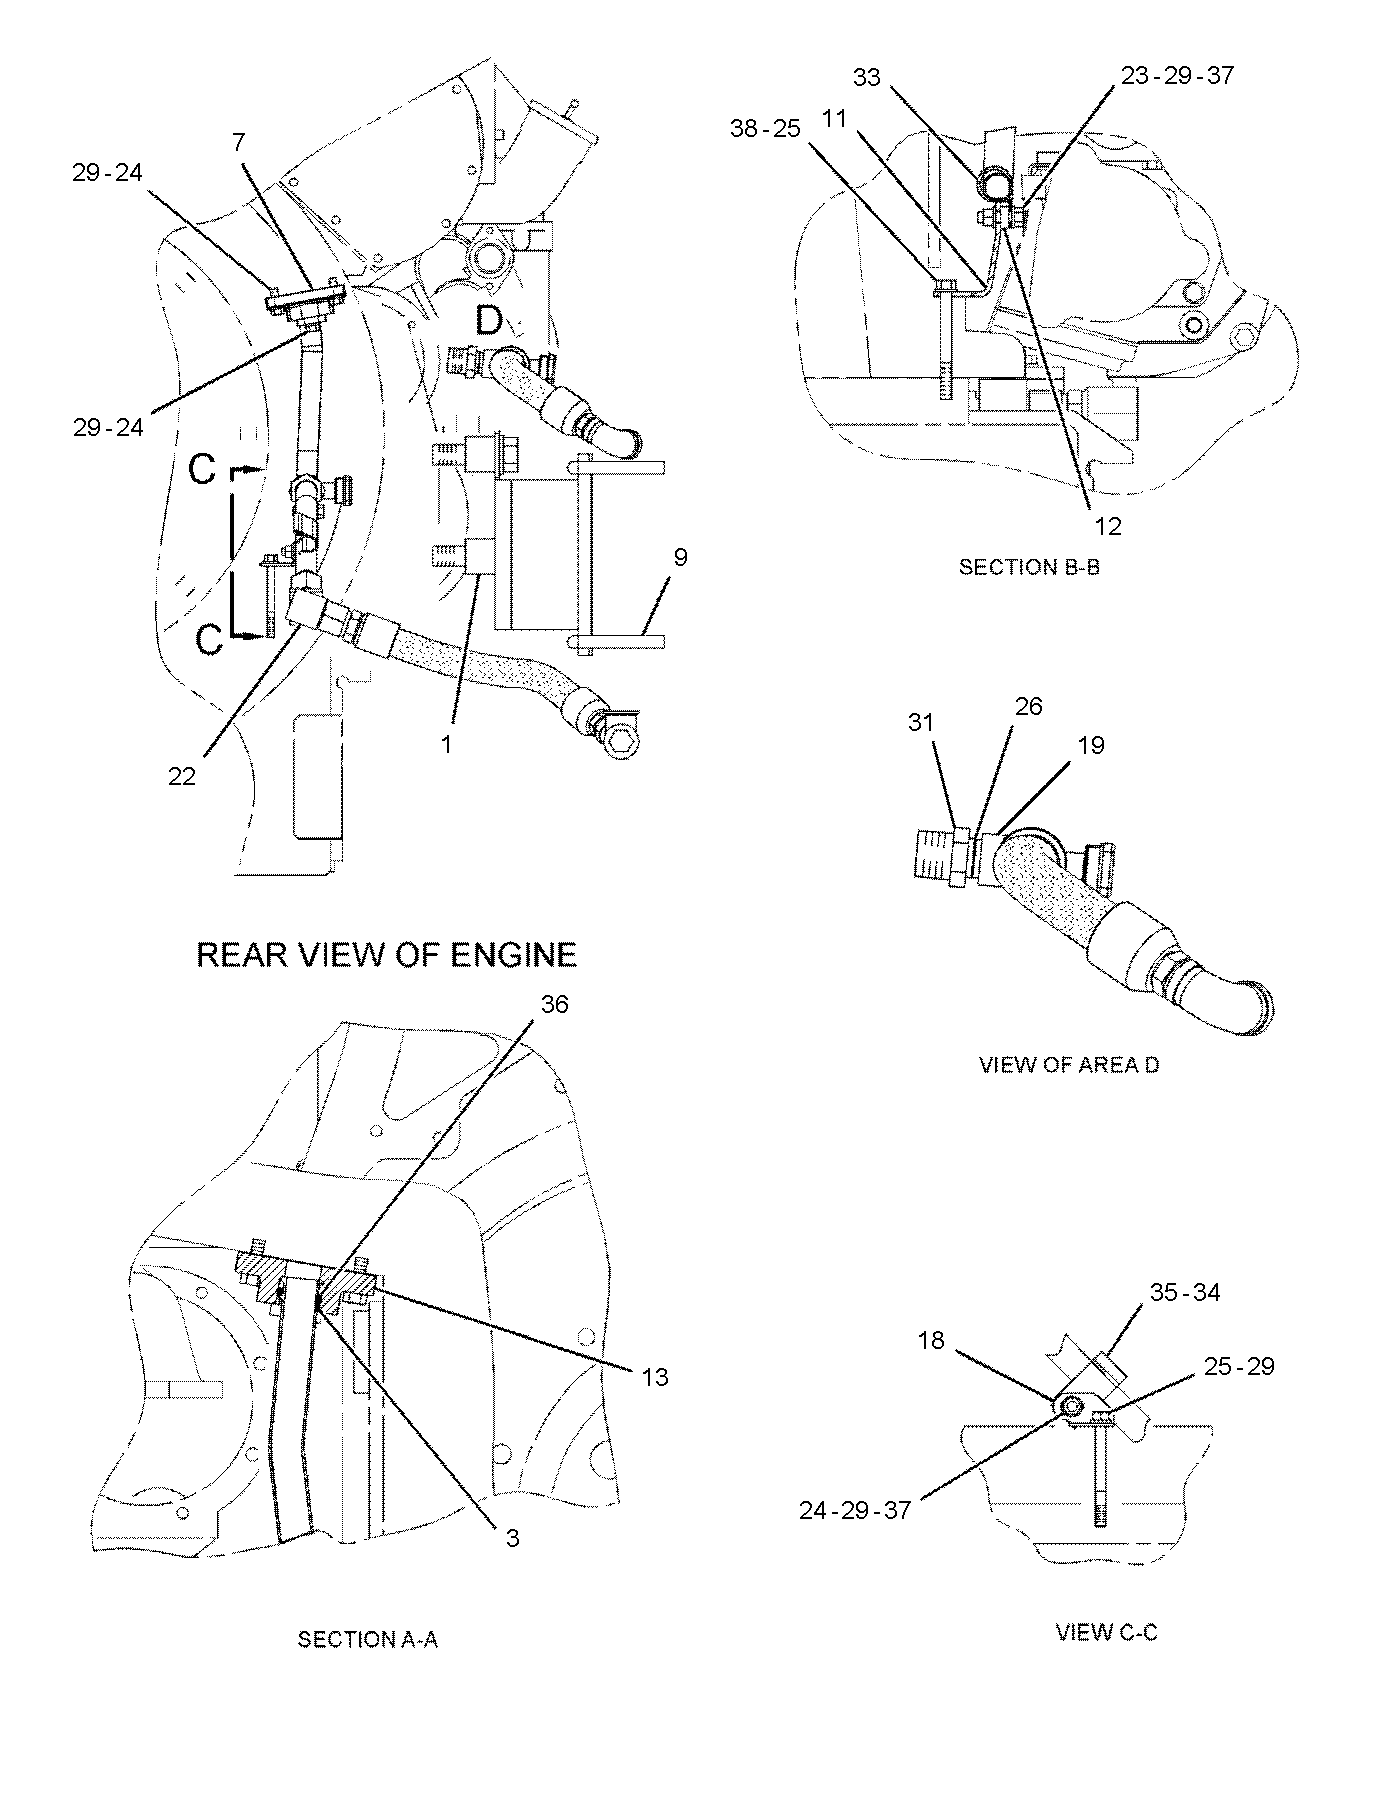 7
29-24
29-24
D
C
C
9
1
22
REAR VIEW OF ENGINE
33
23-29-37
11
38-25
12
SECTION B-B
26
31
19
VIEW OF AREA D
36
13
3
SECTION A-A
35-34
18
25-29
24-29-37
VIEW C-C